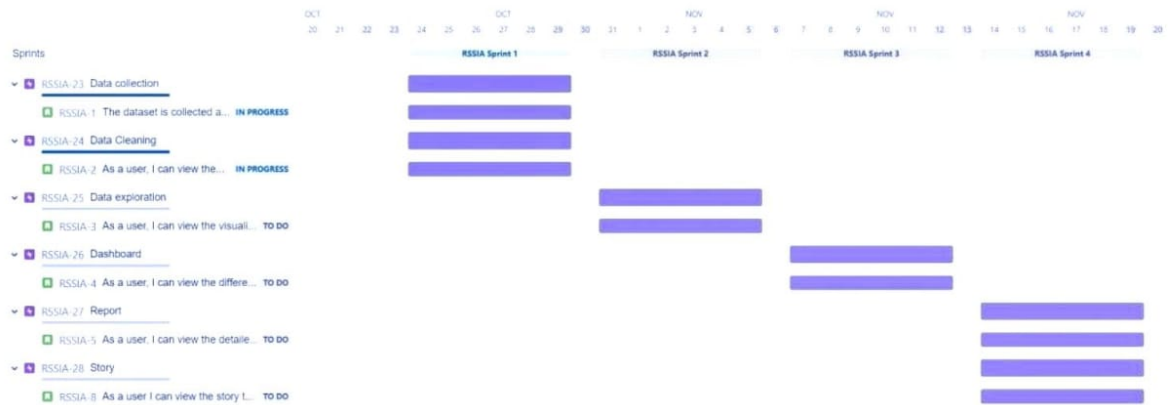 OCT OCT NOV NOV NOV
20 21 22 23 24 25 26 27 28 29 30 31 1 2 3 4 5 6 7 8 9 10 11 12 13 14 15 16 17 18 19 20
Sprints RSSIA Sprint 1 RSSIA Sprint 2 RSSIA Sprint 3 RSSIA Sprint 4
RSSIA-23 Data collection
RSSIA-1 The dataset is collected a... IN PROGRESS
RSSIA-24 Data Cleaning
RSSIA-2 As a user, I can view the... IN PROGRESS
RSSIA-25 Data exploration
RSSIA-3 As a user, I can view the visuali... TO DO
RSSIA-26 Dashboard
RSSIA-4 As a user, I can view the differe... TO DO
RSSIA-27 Report
RSSIA-5 As a user, I can view the detaile... TO DO
RSSIA-28 Story
RSSIA-8 As a user I can view the story t... TO DO